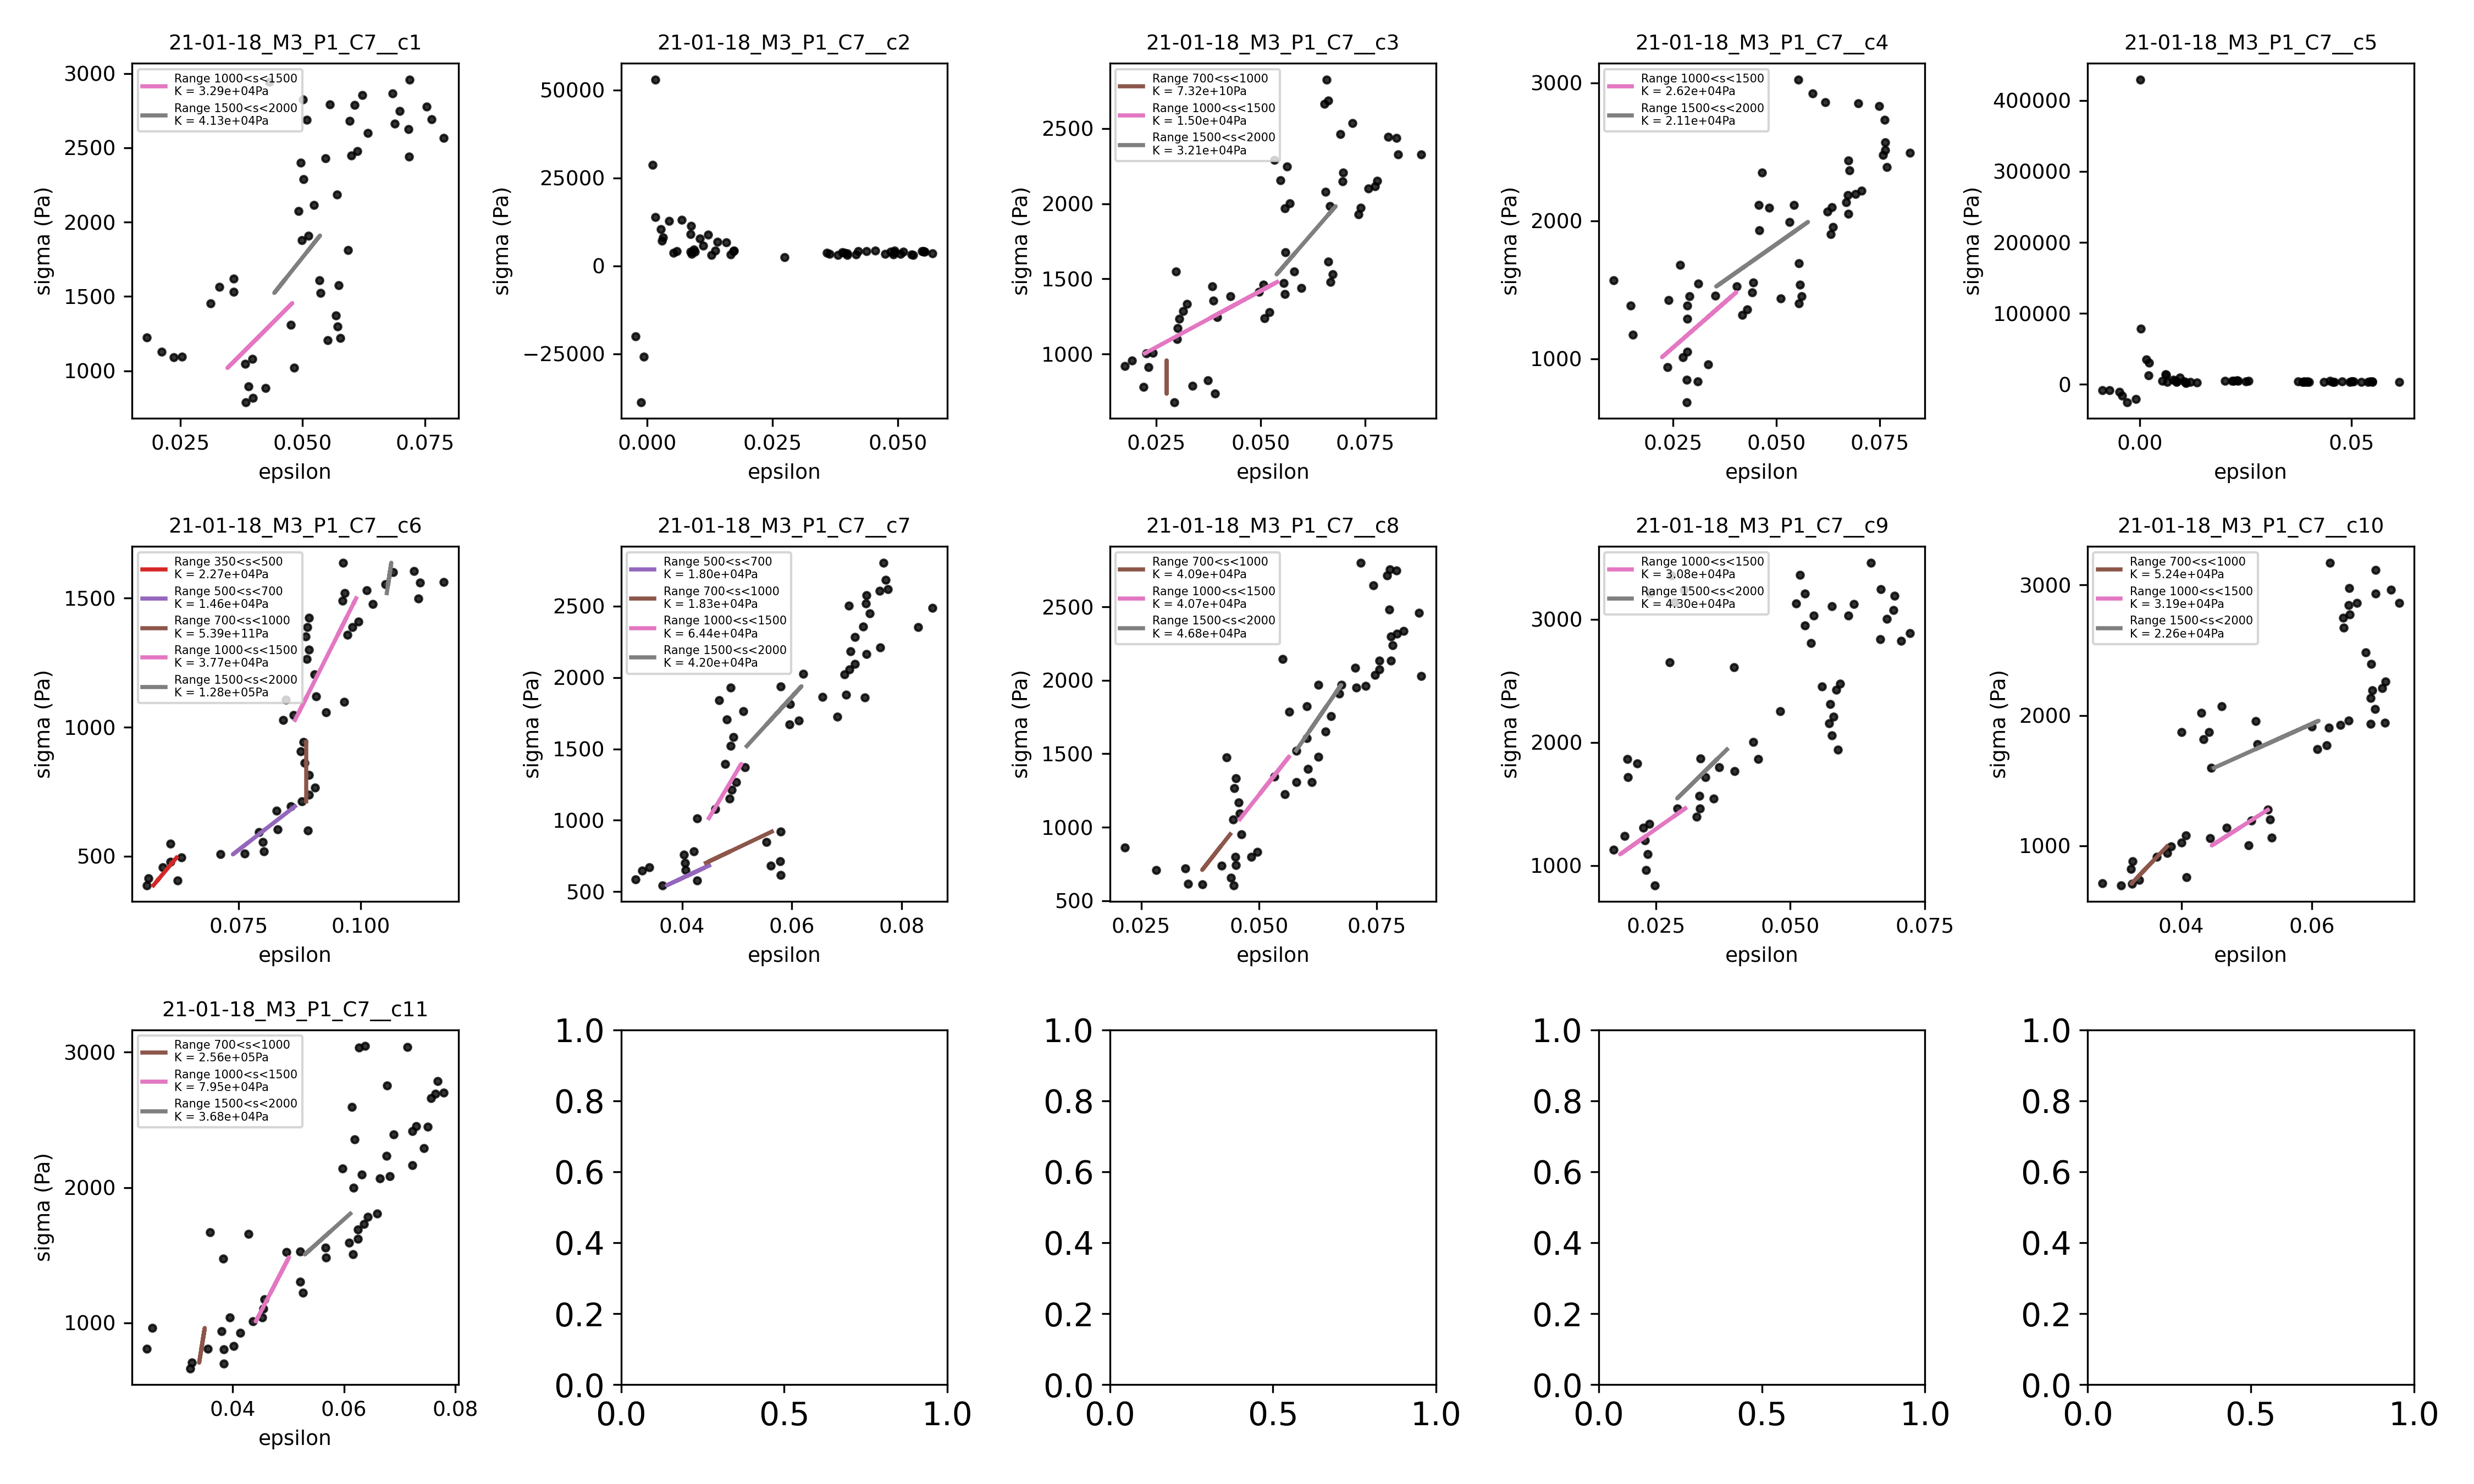 21-01-18_M3_P1_C7__c1
3000
2500
2000
1500
1000
sigma (Pa)
Range 1000<s<1500
K = 3.29e+04Pa
Range 1500<s<2000
K = 4.13e+04Pa
0.025 0.050 0.075
epsilon
21-01-18_M3_P1_C7__c2
50000
25000
0
−25000
sigma (Pa)
0.000 0.025 0.050
epsilon
21-01-18_M3_P1_C7__c3
2500
2000
1500
1000
sigma (Pa)
Range 700<s<1000
K = 7.32e+10Pa
Range 1000<s<1500
K = 1.50e+04Pa
Range 1500<s<2000
K = 3.21e+04Pa
0.025 0.050 0.075
epsilon
21-01-18_M3_P1_C7__c4
3000
2000
1000
sigma (Pa)
Range 1000<s<1500
K = 2.62e+04Pa
Range 1500<s<2000
K = 2.11e+04Pa
0.025 0.050 0.075
epsilon
21-01-18_M3_P1_C7__c5
400000
300000
200000
100000
0
sigma (Pa)
0.00 0.05
epsilon
21-01-18_M3_P1_C7__c6
1500
1000
500
sigma (Pa)
Range 350<s<500
K = 2.27e+04Pa
Range 500<s<700
K = 1.46e+04Pa
Range 700<s<1000
K = 5.39e+11Pa
Range 1000<s<1500
K = 3.77e+04Pa
Range 1500<s<2000
K = 1.28e+05Pa
0.075 0.100
epsilon
21-01-18_M3_P1_C7__c7
2500
2000
1500
1000
500
sigma (Pa)
Range 500<s<700
K = 1.80e+04Pa
Range 700<s<1000
K = 1.83e+04Pa
Range 1000<s<1500
K = 6.44e+04Pa
Range 1500<s<2000
K = 4.20e+04Pa
0.04 0.06 0.08
epsilon
21-01-18_M3_P1_C7__c8
2500
2000
1500
1000
500
sigma (Pa)
Range 700<s<1000
K = 4.09e+04Pa
Range 1000<s<1500
K = 4.07e+04Pa
Range 1500<s<2000
K = 4.68e+04Pa
0.025 0.050 0.075
epsilon
21-01-18_M3_P1_C7__c9
3000
2000
1000
sigma (Pa)
Range 1000<s<1500
K = 3.08e+04Pa
Range 1500<s<2000
K = 4.30e+04Pa
0.025 0.050 0.075
epsilon
21-01-18_M3_P1_C7__c10
3000
2000
1000
sigma (Pa)
Range 700<s<1000
K = 5.24e+04Pa
Range 1000<s<1500
K = 3.19e+04Pa
Range 1500<s<2000
K = 2.26e+04Pa
0.04 0.06
epsilon
21-01-18_M3_P1_C7__c11
3000
2000
1000
sigma (Pa)
Range 700<s<1000
K = 2.56e+05Pa
Range 1000<s<1500
K = 7.95e+04Pa
Range 1500<s<2000
K = 3.68e+04Pa
0.04 0.06 0.08
epsilon
1.0
0.8
0.6
0.4
0.2
0.0
0.0 0.5 1.0
1.0
0.8
0.6
0.4
0.2
0.0
0.0 0.5 1.0
1.0
0.8
0.6
0.4
0.2
0.0
0.0 0.5 1.0
1.0
0.8
0.6
0.4
0.2
0.0
0.0 0.5 1.0